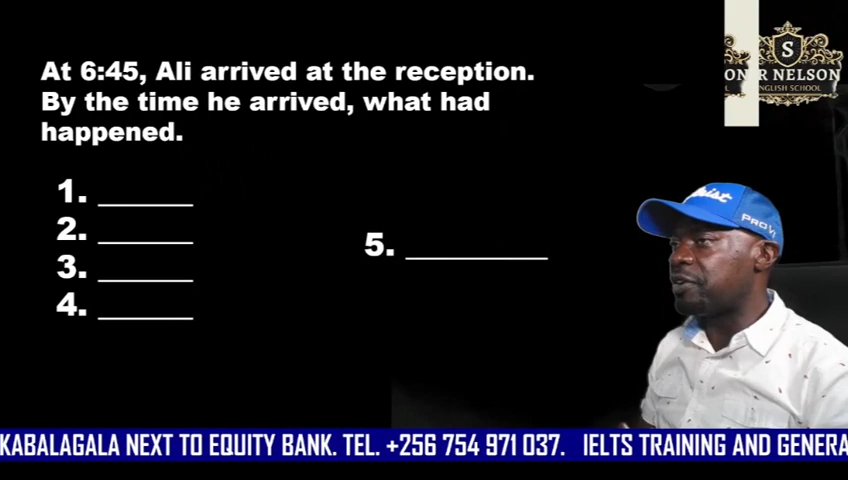 At 6:45, Ali arrived at the reception.
By the time he arrived, what had
happened.
1. ______
2. ______
3. ______
4. ______
5. ________
S
R NELSON
ENGLISH SCHOOL
Titleist
PRO V1
KABALAGALA NEXT TO EQUITY BANK. TEL. +256 754 971 037. IELTS TRAINING AND GENERA